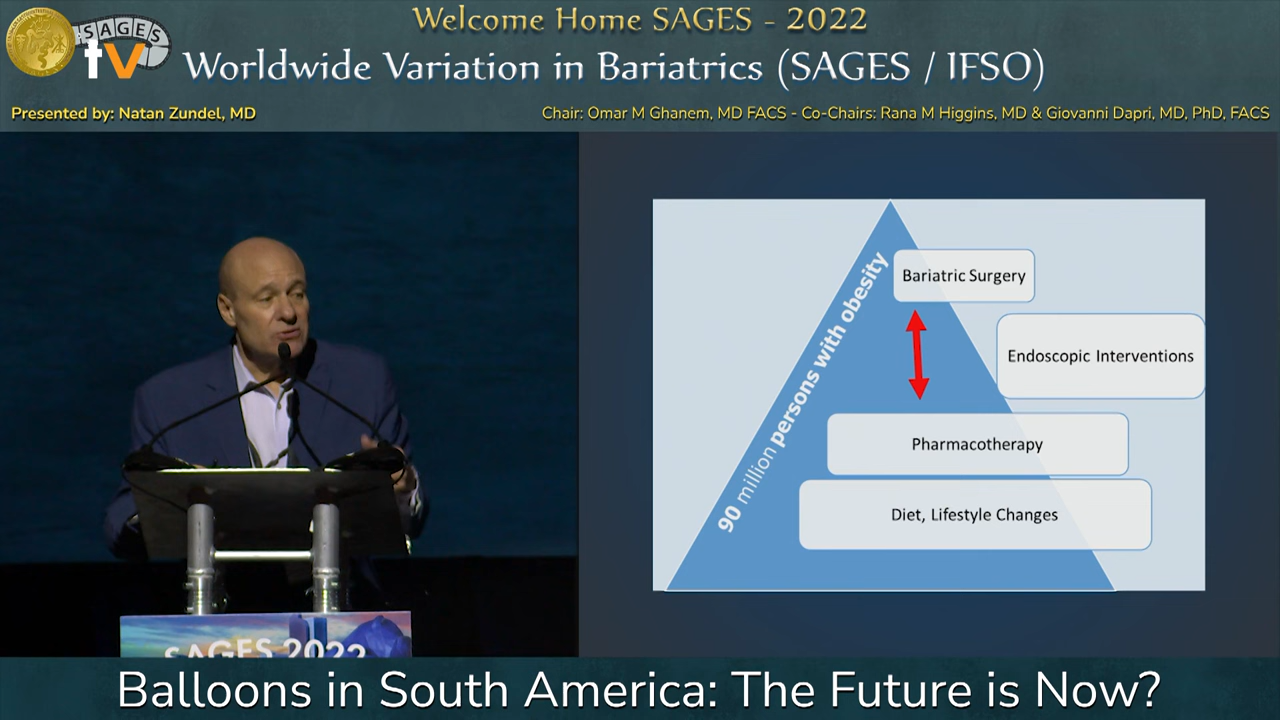 Welcome Home SAGES - 2022
SAGES
tv
Worldwide Variation in Bariatrics (SAGES / IFSO)
Presented by: Natan Zundel, MD
Chair: Omar M Ghanem, MD FACS - Co-Chairs: Rana M Higgins, MD & Giovanni Dapri, MD, PhD, FACS
90 million persons with obesity
Bariatric Surgery
Endoscopic Interventions
Pharmacotherapy
Diet, Lifestyle Changes
SAGES 2022
Balloons in South America: The Future is Now?